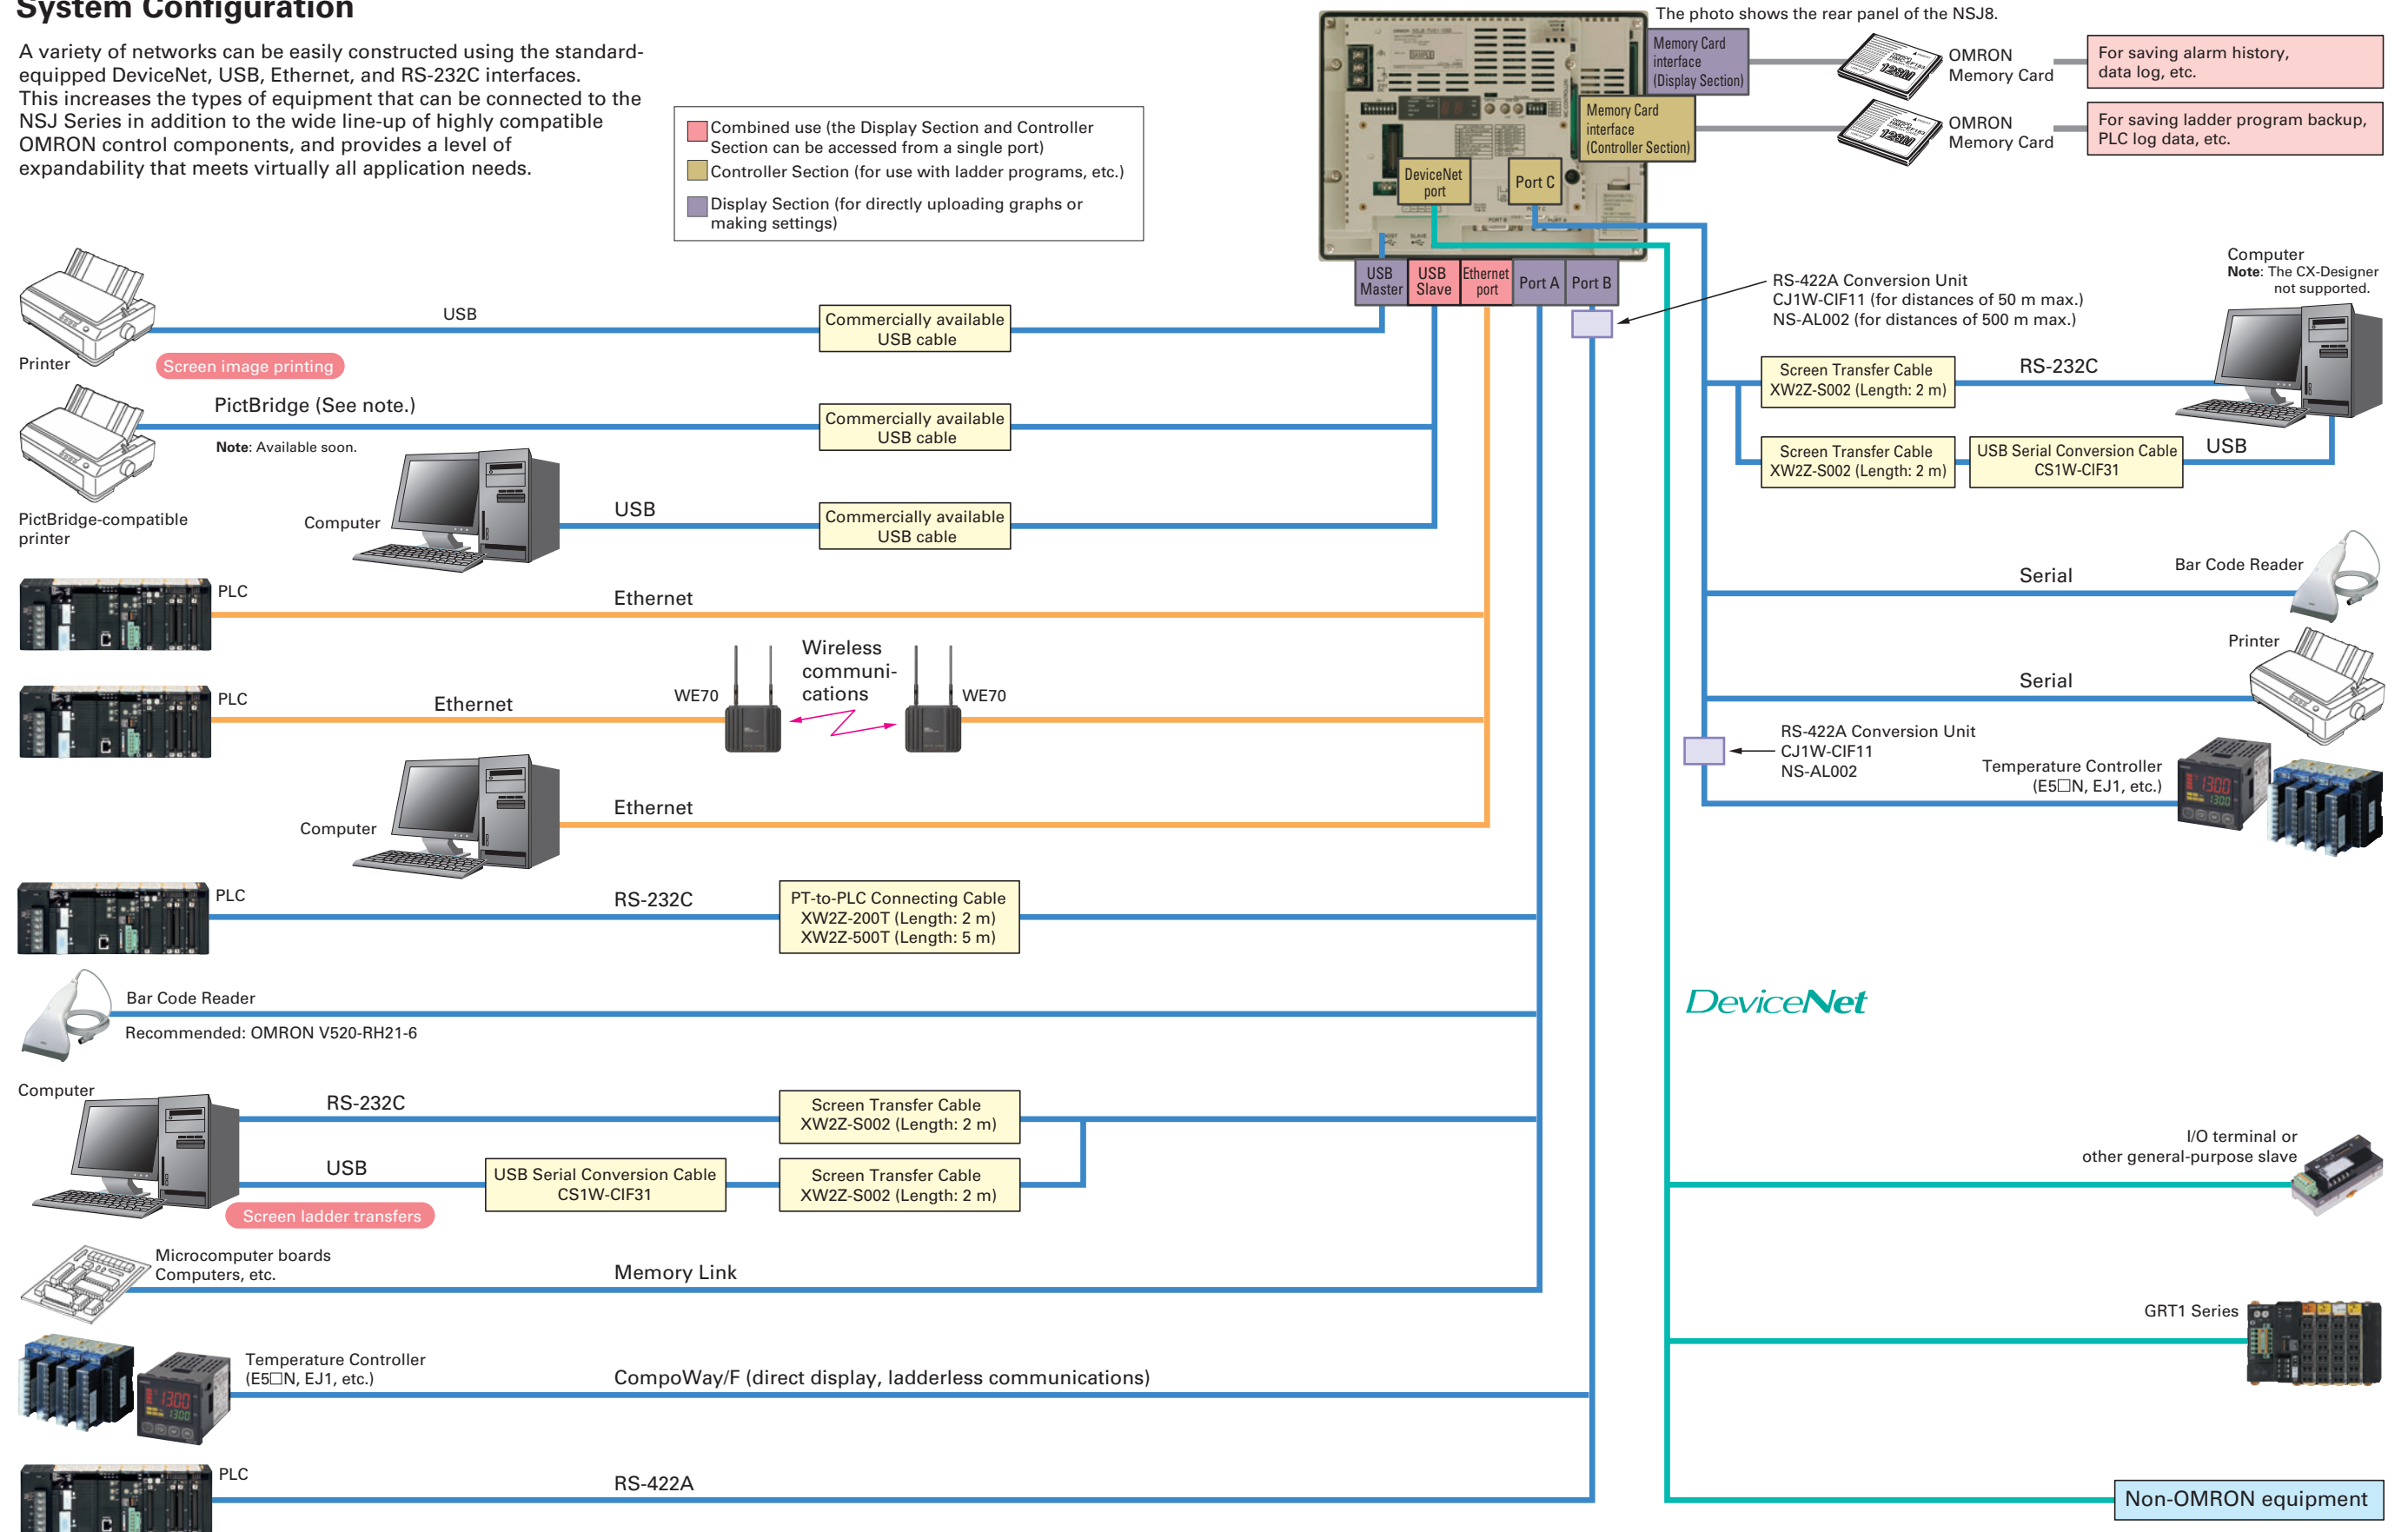 System Configuration
A variety of networks can be easily constructed using the standard-
equipped DeviceNet, USB, Ethernet, and RS-232C interfaces.
This increases the types of equipment that can be connected to the
NSJ Series in addition to the wide line-up of highly compatible
OMRON control components, and provides a level of
expandability that meets virtually all application needs.
Combined use (the Display Section and Controller
Section can be accessed from a single port)
Controller Section (for use with ladder programs, etc.)
Display Section (for directly uploading graphs or
making settings)
The photo shows the rear panel of the NSJ8.
Memory Card
interface
(Display Section)
OMRON
Memory Card
For saving alarm history,
data log, etc.
Memory Card
interface
(Controller Section)
OMRON
Memory Card
For saving ladder program backup,
PLC log data, etc.
128M
128M
DeviceNet
port
Port C
USB
Master
USB
Slave
Ethernet
port
Port A
Port B
RS-422A Conversion Unit
CJ1W-CIF11 (for distances of 50 m max.)
NS-AL002 (for distances of 500 m max.)
Computer
Note: The CX-Designer
not supported.
Screen Transfer Cable
XW2Z-S002 (Length: 2 m)
RS-232C
Screen Transfer Cable
XW2Z-S002 (Length: 2 m)
USB Serial Conversion Cable
CS1W-CIF31
USB
Serial
Bar Code Reader
Serial
Printer
RS-422A Conversion Unit
CJ1W-CIF11
NS-AL002
Temperature Controller
(E5□N, EJ1, etc.)
DeviceNet
I/O terminal or
other general-purpose slave
GRT1 Series
Non-OMRON equipment
Printer
USB
Commercially available
USB cable
Screen image printing
PictBridge (See note.)
Note: Available soon.
Commercially available
USB cable
PictBridge-compatible
printer
Computer
USB
Commercially available
USB cable
PLC
Ethernet
PLC
Ethernet
WE70
Wireless
communi-
cations
WE70
Computer
Ethernet
PLC
RS-232C
PT-to-PLC Connecting Cable
XW2Z-200T (Length: 2 m)
XW2Z-500T (Length: 5 m)
Bar Code Reader
Recommended: OMRON V520-RH21-6
Computer
RS-232C
Screen Transfer Cable
XW2Z-S002 (Length: 2 m)
USB
USB Serial Conversion Cable
CS1W-CIF31
Screen Transfer Cable
XW2Z-S002 (Length: 2 m)
Screen ladder transfers
Microcomputer boards
Computers, etc.
Memory Link
Temperature Controller
(E5□N, EJ1, etc.)
CompoWay/F (direct display, ladderless communications)
PLC
RS-422A